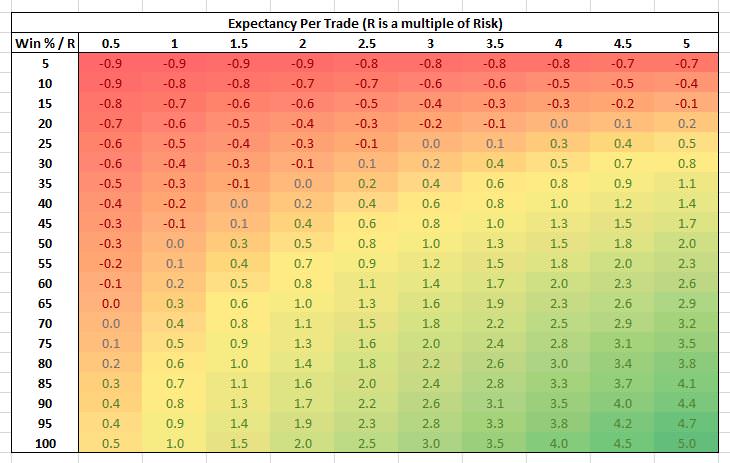 Expectancy Per Trade (R is a multiple of Risk)
Win % / R 0.5 1 1.5 2 2.5 3 3.5 4 4.5 5
5 -0.9 -0.9 -0.9 -0.9 -0.8 -0.8 -0.8 -0.8 -0.7 -0.7
10 -0.9 -0.8 -0.8 -0.7 -0.7 -0.6 -0.6 -0.5 -0.5 -0.4
15 -0.8 -0.7 -0.6 -0.6 -0.5 -0.4 -0.3 -0.3 -0.2 -0.1
20 -0.7 -0.6 -0.5 -0.4 -0.3 -0.2 -0.1 0.0 0.1 0.2
25 -0.6 -0.5 -0.4 -0.3 -0.1 0.0 0.1 0.3 0.4 0.5
30 -0.6 -0.4 -0.3 -0.1 0.1 0.2 0.4 0.5 0.7 0.8
35 -0.5 -0.3 -0.1 0.0 0.2 0.4 0.6 0.8 0.9 1.1
40 -0.4 -0.2 0.0 0.2 0.4 0.6 0.8 1.0 1.2 1.4
45 -0.3 -0.1 0.1 0.4 0.6 0.8 1.0 1.3 1.5 1.7
50 -0.3 0.0 0.3 0.5 0.8 1.0 1.3 1.5 1.8 2.0
55 -0.2 0.1 0.4 0.7 0.9 1.2 1.5 1.8 2.0 2.3
60 -0.1 0.2 0.5 0.8 1.1 1.4 1.7 2.0 2.3 2.6
65 0.0 0.3 0.6 1.0 1.3 1.6 1.9 2.3 2.6 2.9
70 0.0 0.4 0.8 1.1 1.5 1.8 2.2 2.5 2.9 3.2
75 0.1 0.5 0.9 1.3 1.6 2.0 2.4 2.8 3.1 3.5
80 0.2 0.6 1.0 1.4 1.8 2.2 2.6 3.0 3.4 3.8
85 0.3 0.7 1.1 1.6 2.0 2.4 2.8 3.3 3.7 4.1
90 0.4 0.8 1.3 1.7 2.2 2.6 3.1 3.5 4.0 4.4
95 0.4 0.9 1.4 1.9 2.3 2.8 3.3 3.8 4.2 4.7
100 0.5 1.0 1.5 2.0 2.5 3.0 3.5 4.0 4.5 5.0